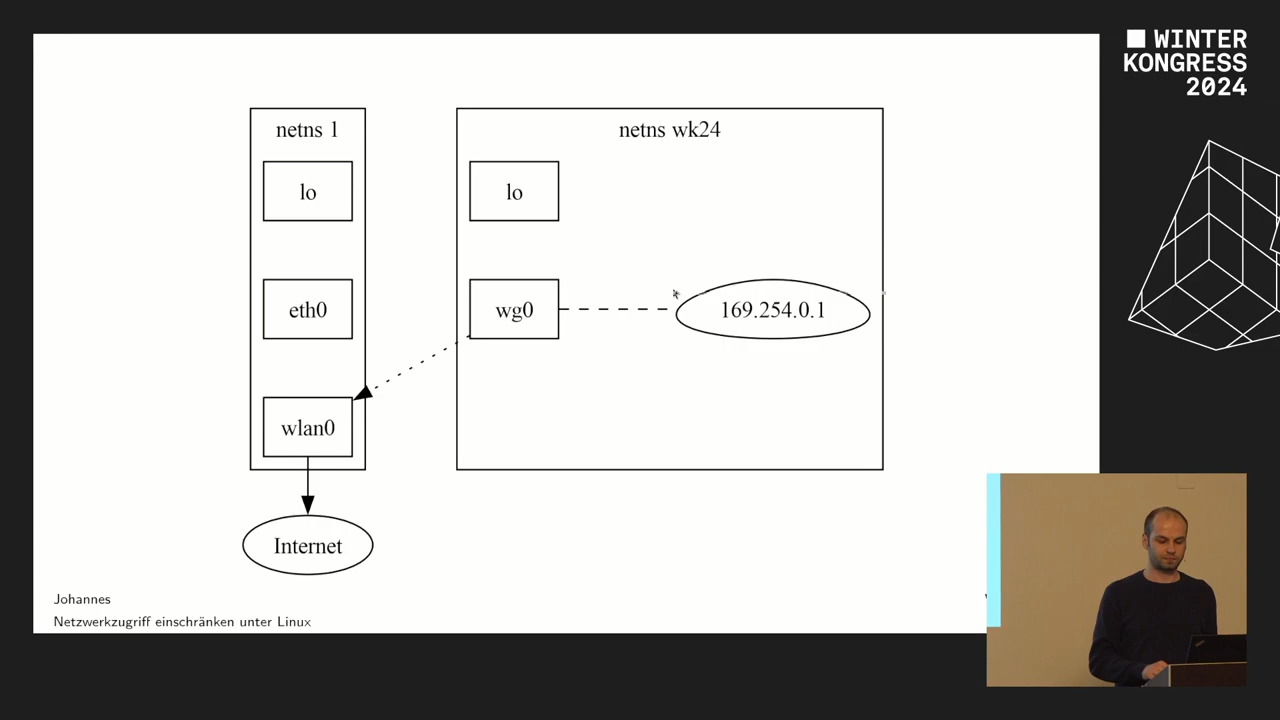 WINTER
KONGRESS
2024
netns 1
netns wk24
lo
lo
eth0
wg0
169.254.0.1
wlan0
Internet
Johannes
Netzwerkzugriff einschränken unter Linux